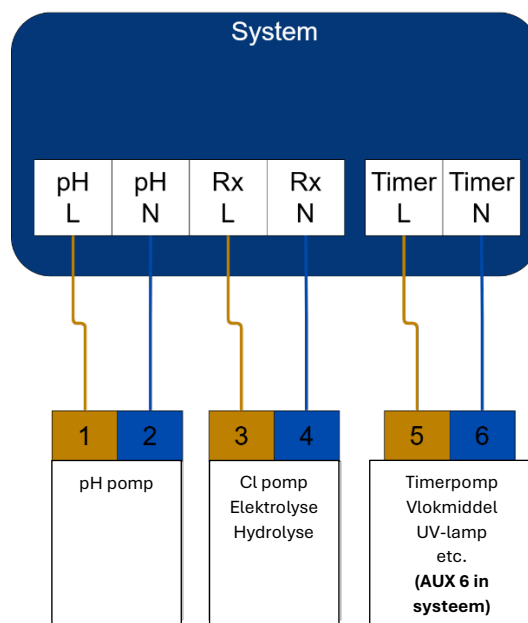 System
pH pH Rx Rx Timer Timer
L N L N L N
1 2 3 4 5 6
pH pomp
Cl pomp
Elektrolyse
Hydrolyse
Timerpomp
Vlokmiddel
UV-lamp
etc.
(AUX 6 in
systeem)